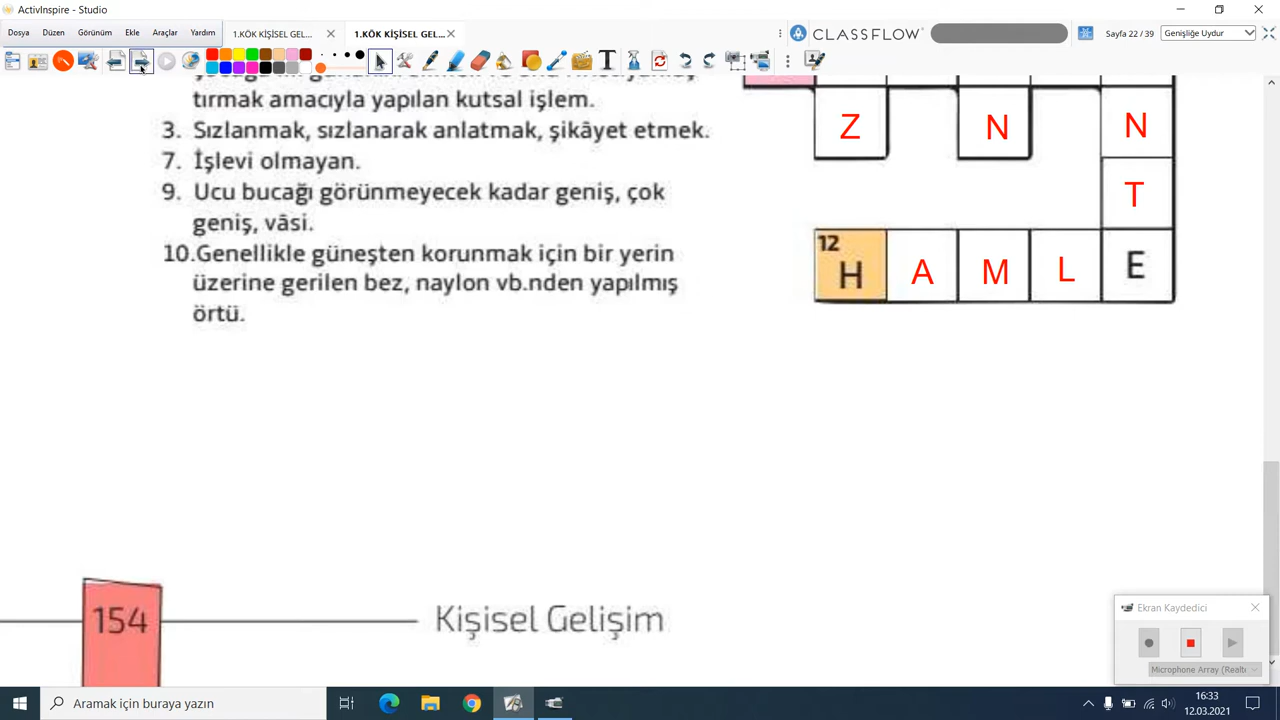 ActivInspire - Studio
Dosya Düzen Görünüm Ekle Araçlar Yardım
1.KÖK KİŞİSEL GEL...
1.KÖK KİŞİSEL GEL...
CLASSFLOW
Sayfa 22 / 39
Genişliğe Uydur
tırmak amacıyla yapılan kutsal işlem.
3. Sızlanmak, sızlanarak anlatmak, şikâyet etmek.
7. İşlevi olmayan.
9. Ucu bucağı görünmeyecek kadar geniş, çok
geniş, vâsi.
10.Genellikle güneşten korunmak için bir yerin
üzerine gerilen bez, naylon vb.nden yapılmış
örtü.
Z N N
T
12
H A M L E
154
Kişisel Gelişim
Ekran Kaydedici
Microphone Array (Realt
Aramak için buraya yazın
16:33
12.03.2021